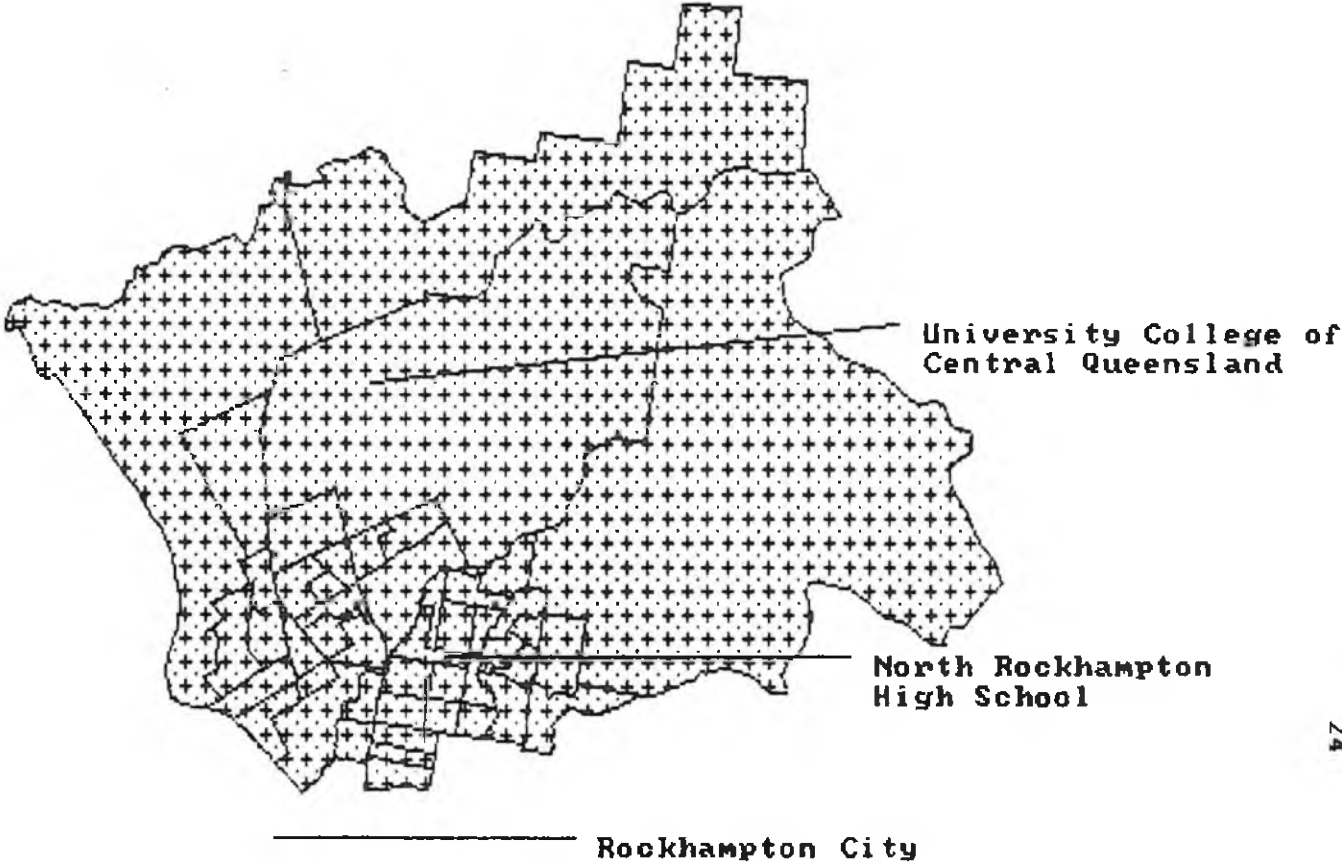 University College of
Central Queensland
North Rockhampton
High School
24
Rockhampton City